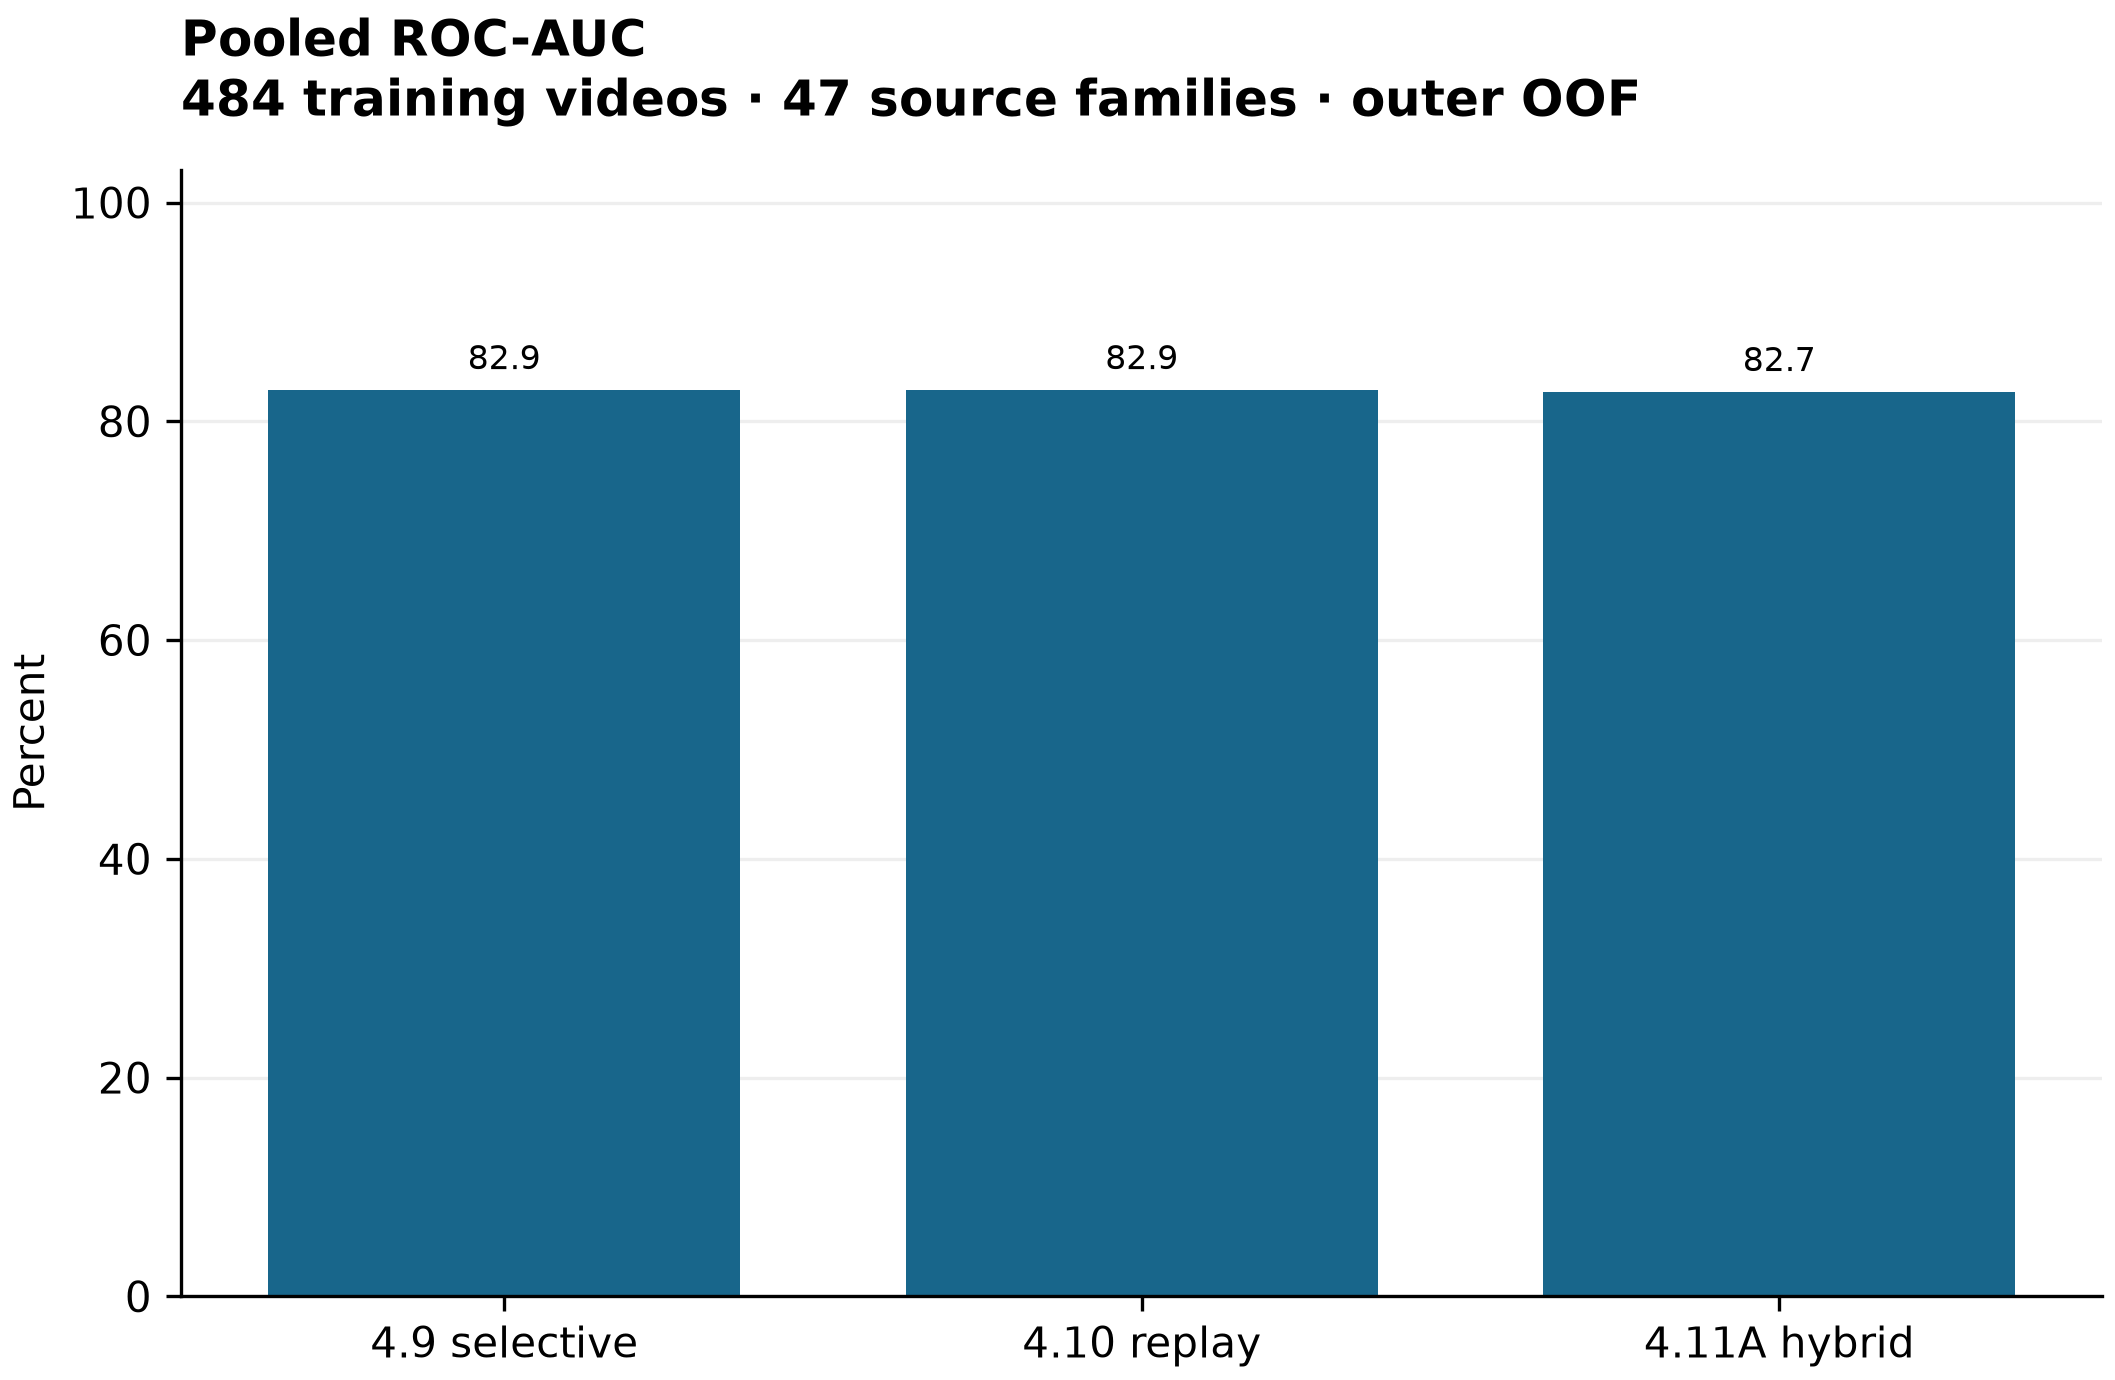 Pooled ROC-AUC
484 training videos · 47 source families · outer OOF
100
80
60
40
20
0
Percent
82.9
82.9
82.7
4.9 selective
4.10 replay
4.11A hybrid